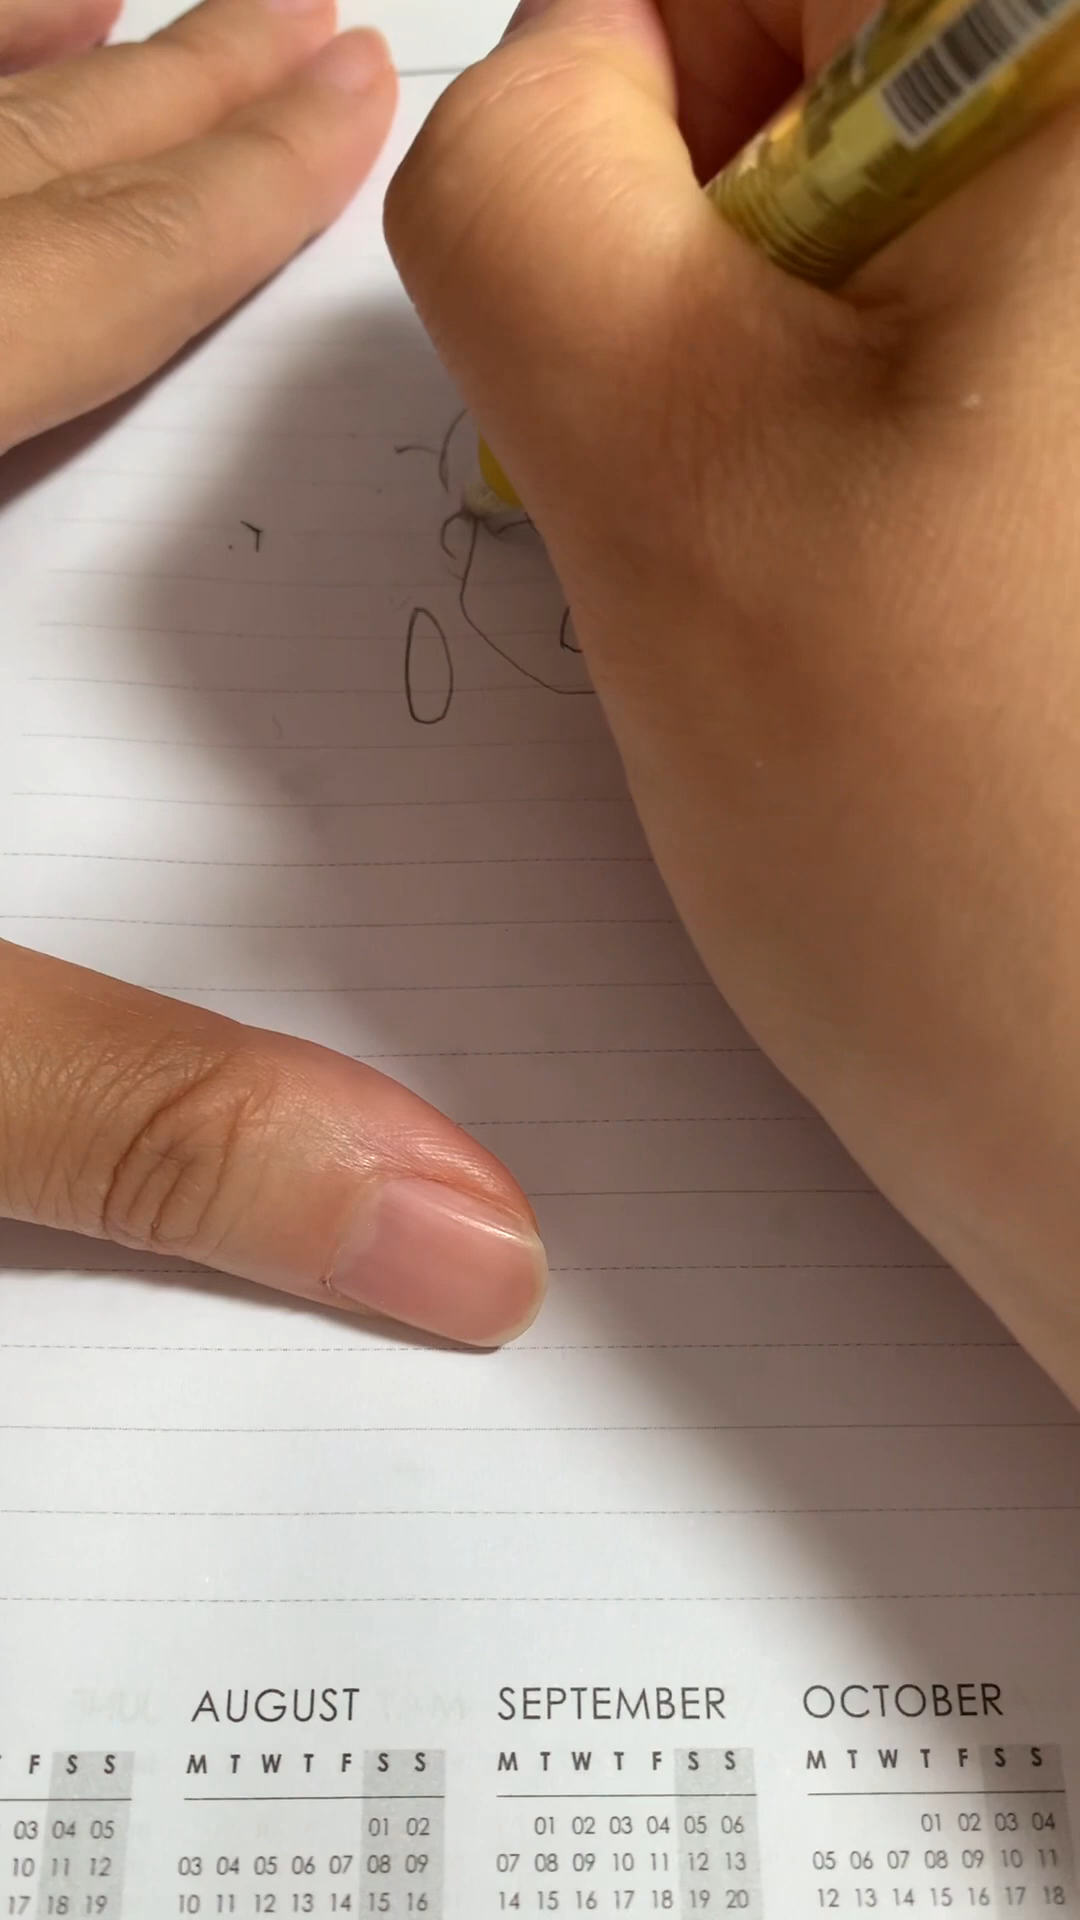 AUGUST SEPTEMBER OCTOBER
F S S M T W T F S S M T W T F S S M T W T F S S
03 04 05 01 02 01 02 03 04 05 06 01 02 03 04
10 11 12 03 04 05 06 07 08 09 07 08 09 10 11 12 13 05 06 07 08 09 10 11
17 18 19 10 11 12 13 14 15 16 14 15 16 17 18 19 20 12 13 14 15 16 17 18